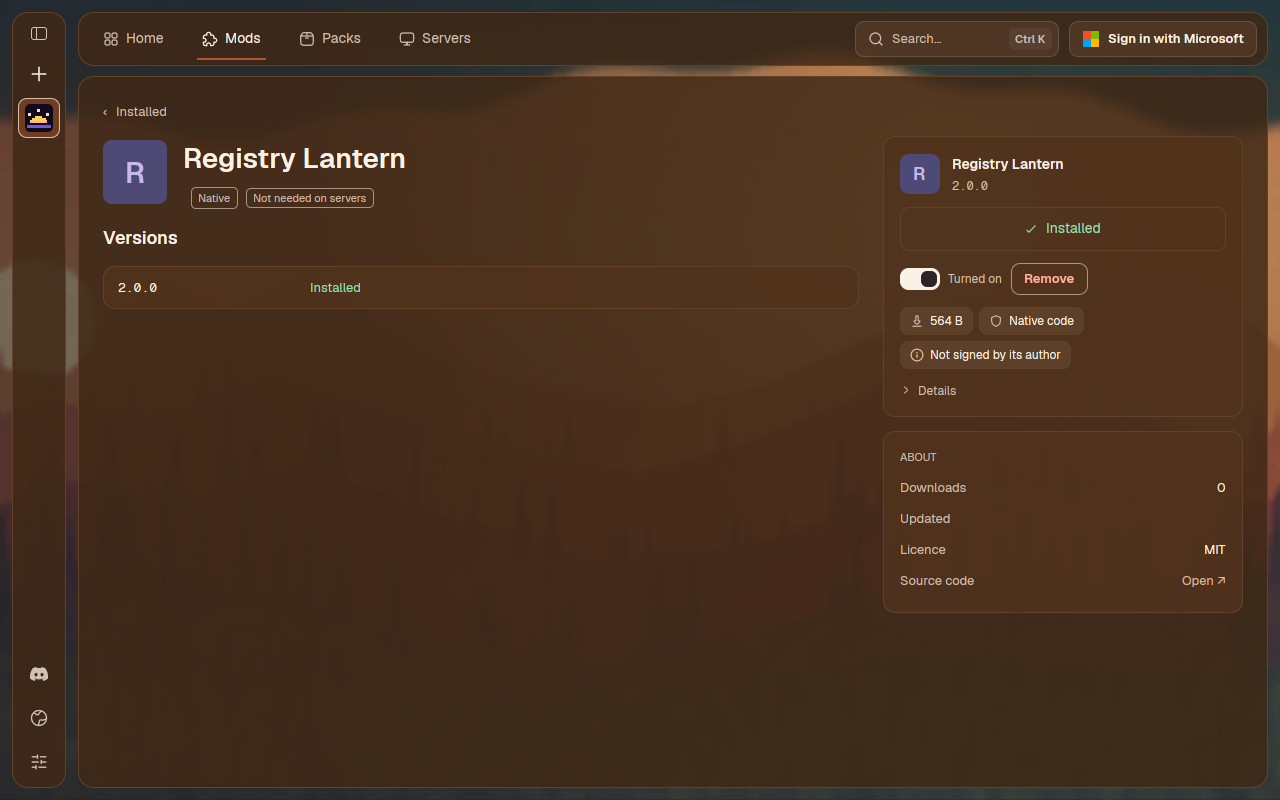 Home
Mods
Packs
Servers
Search...
Ctrl K
Sign in with Microsoft
‹ Installed
R
Registry Lantern
Native
Not needed on servers
Versions
2.0.0
Installed
R
Registry Lantern
2.0.0
Installed
Turned on
Remove
564 B
Native code
Not signed by its author
Details
ABOUT
Downloads
0
Updated
Licence
MIT
Source code
Open ↗